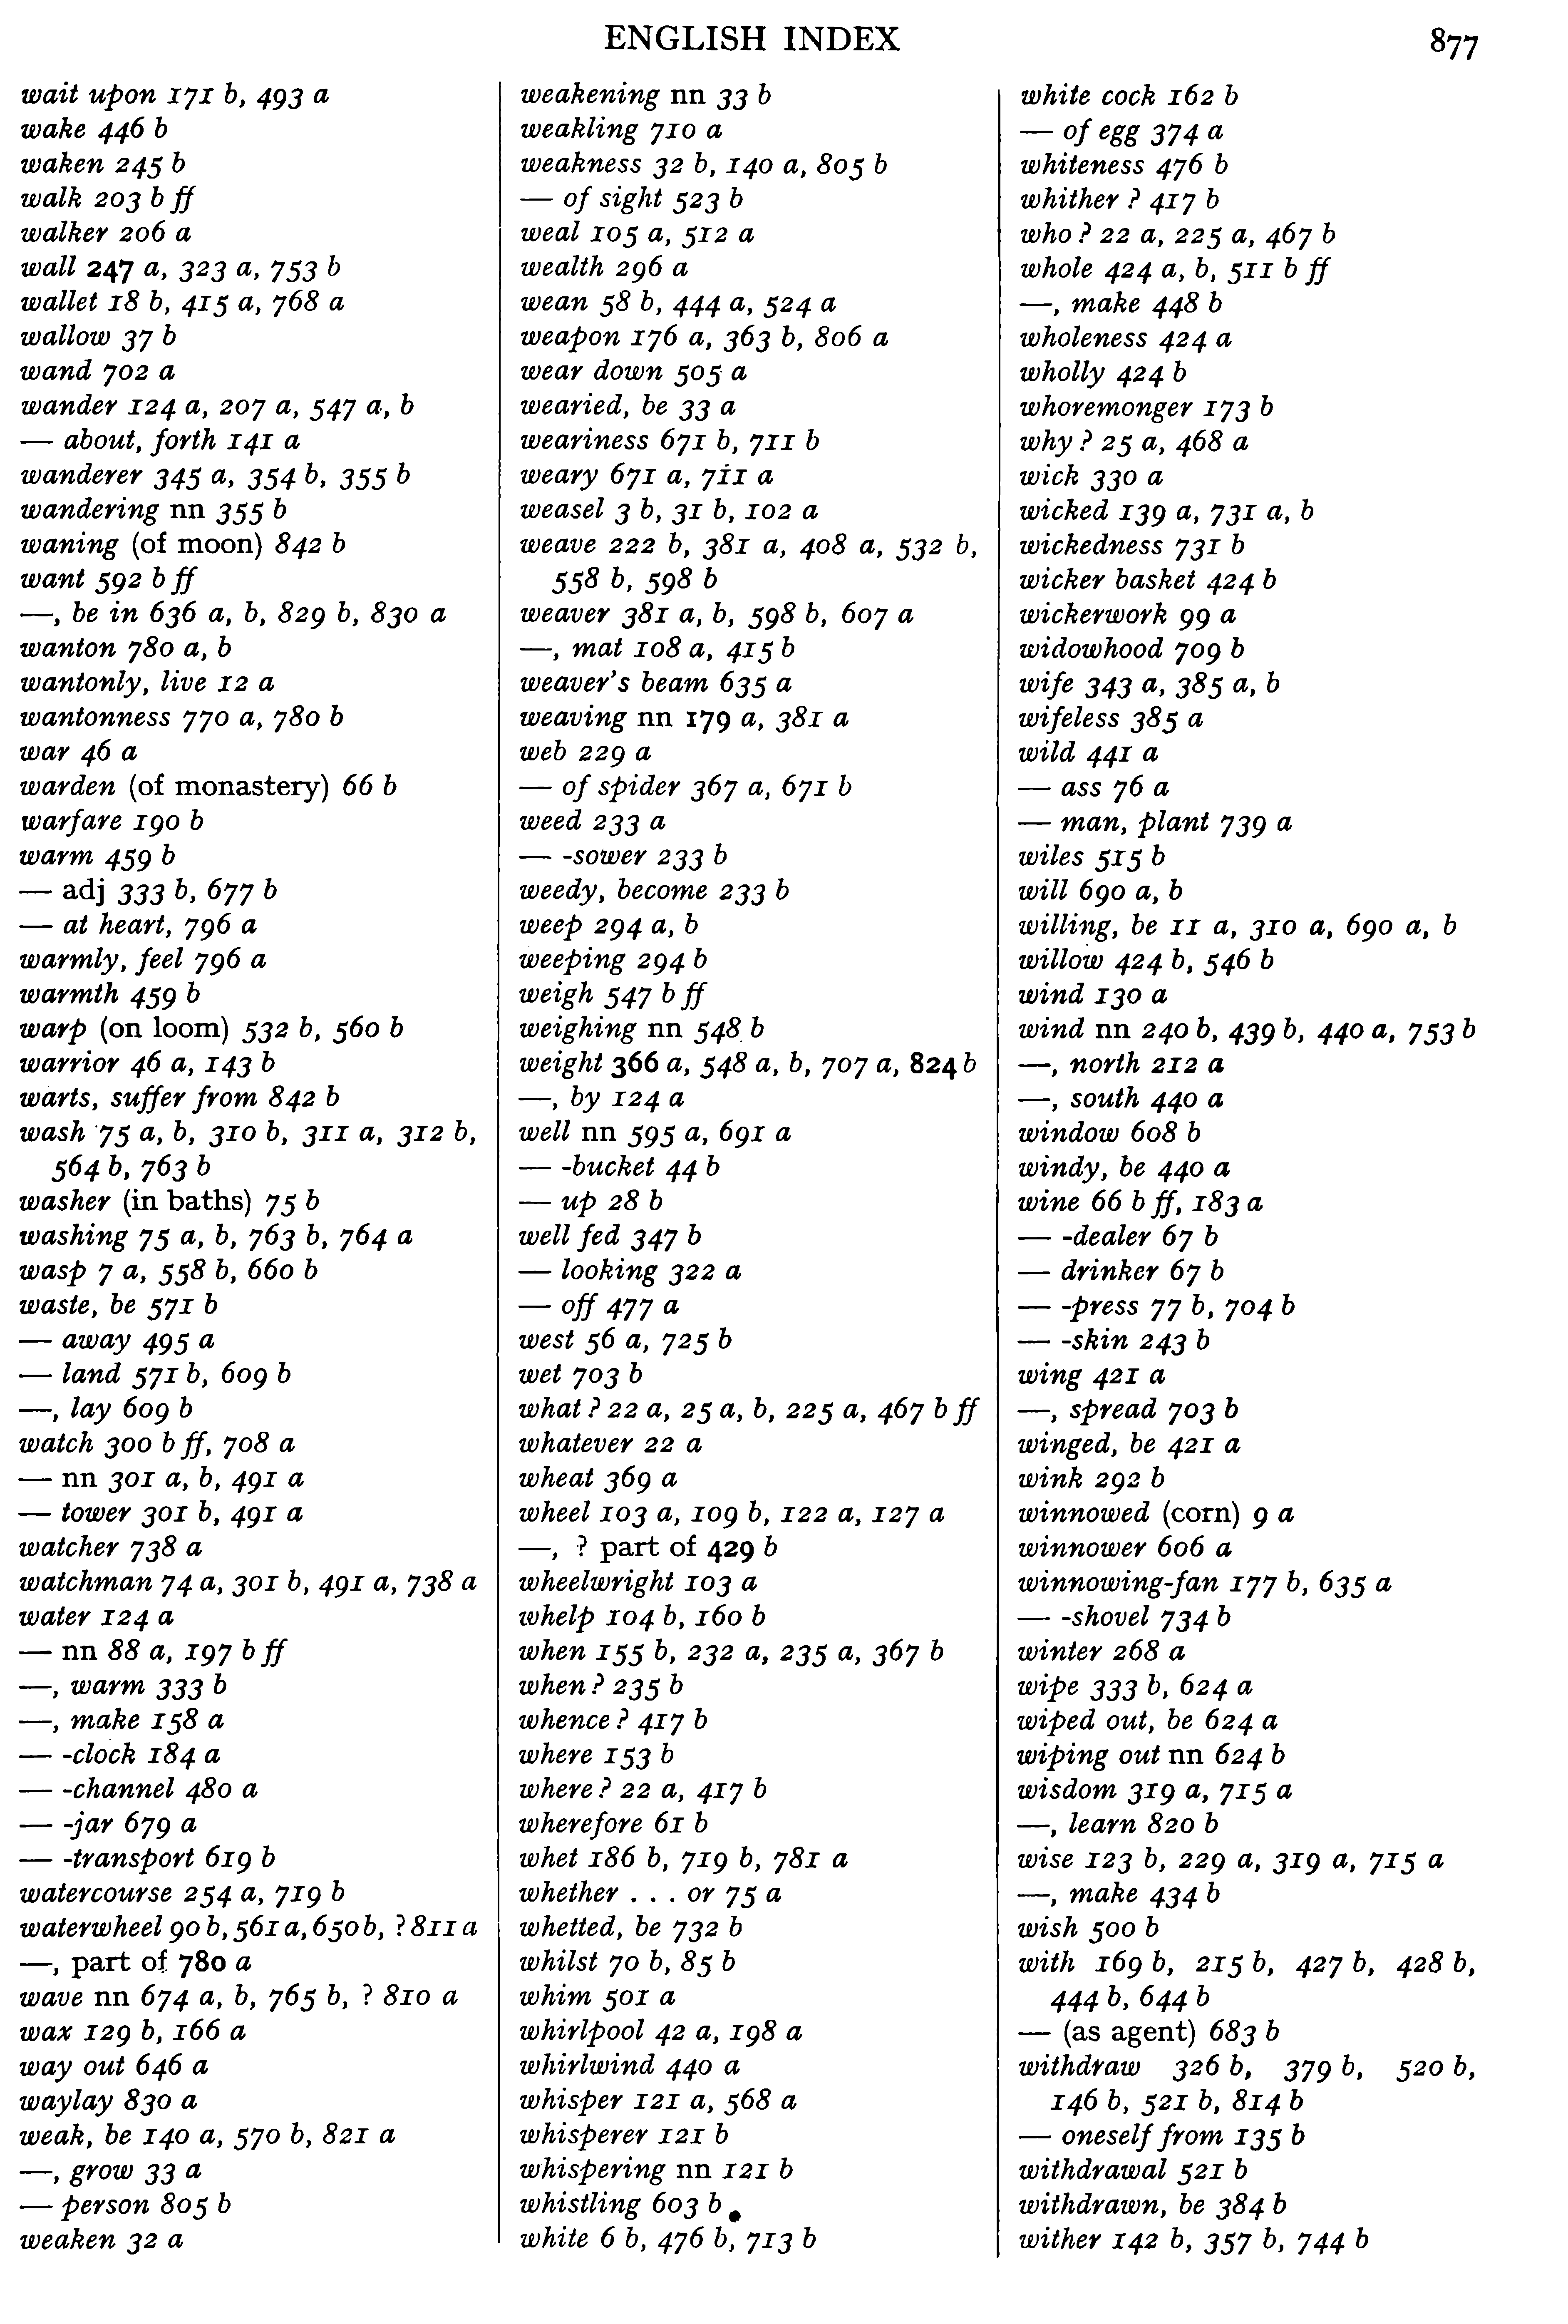 ENGLISH INDEX
877
wait upon 171 b, 493 a
wake 446 b
waken 245 b
walk 203 b ff
walker 206 a
wall 247 a, 323 a, 753 b
wallet 18 b, 415 a, 768 a
wallow 37 b
wand 702 a
wander 124 a, 207 a, 547 a, b
— about, forth 141 a
wanderer 345 a, 354 b, 355 b
wandering nn 355 b
waning (of moon) 842 b
want 592 b ff
—, be in 636 a, b, 829 b, 830 a
wanton 780 a, b
wantonly, live 12 a
wantonness 770 a, 780 b
war 46 a
warden (of monastery) 66 b
warfare 190 b
warm 459 b
— adj 333 b, 677 b
— at heart, 796 a
warmly, feel 796 a
warmth 459 b
warp (on loom) 532 b, 560 b
warrior 46 a, 143 b
warts, suffer from 842 b
wash 75 a, b, 310 b, 311 a, 312 b,
564 b, 763 b
washer (in baths) 75 b
washing 75 a, b, 763 b, 764 a
wasp 7 a, 558 b, 660 b
waste, be 571 b
— away 495 a
— land 571 b, 609 b
—, lay 609 b
watch 300 b ff, 708 a
— nn 301 a, b, 491 a
— tower 301 b, 491 a
watcher 738 a
watchman 74 a, 301 b, 491 a, 738 a
water 124 a
— nn 88 a, 197 b ff
—, warm 333 b
—, make 158 a
— -clock 184 a
— -channel 480 a
— -jar 679 a
— -transport 619 b
watercourse 254 a, 719 b
waterwheel 90 b, 561 a, 650 b, ? 811 a
—, part of 780 a
wave nn 674 a, b, 765 b, ? 810 a
wax 129 b, 166 a
way out 646 a
waylay 830 a
weak, be 140 a, 570 b, 821 a
—, grow 33 a
— person 805 b
weaken 32 a
weakening nn 33 b
weakling 710 a
weakness 32 b, 140 a, 805 b
— of sight 523 b
weal 105 a, 512 a
wealth 296 a
wean 58 b, 444 a, 524 a
weapon 176 a, 363 b, 806 a
wear down 505 a
wearied, be 33 a
weariness 671 b, 711 b
weary 671 a, 711 a
weasel 3 b, 31 b, 102 a
weave 222 b, 381 a, 408 a, 532 b,
558 b, 598 b
weaver 381 a, b, 598 b, 607 a
—, mat 108 a, 415 b
weaver's beam 635 a
weaving nn 179 a, 381 a
web 229 a
— of spider 367 a, 671 b
weed 233 a
— -sower 233 b
weedy, become 233 b
weep 294 a, b
weeping 294 b
weigh 547 b ff
weighing nn 548 b
weight 366 a, 548 a, b, 707 a, 824 b
—, by 124 a
well nn 595 a, 691 a
— -bucket 44 b
— up 28 b
well fed 347 b
— looking 322 a
— off 477 a
west 56 a, 725 b
wet 703 b
what ? 22 a, 25 a, b, 225 a, 467 b ff
whatever 22 a
wheat 369 a
wheel 103 a, 109 b, 122 a, 127 a
—, ? part of 429 b
wheelwright 103 a
whelp 104 b, 160 b
when 155 b, 232 a, 235 a, 367 b
when ? 235 b
whence ? 417 b
where 153 b
where ? 22 a, 417 b
wherefore 61 b
whet 186 b, 719 b, 781 a
whether . . . or 75 a
whetted, be 732 b
whilst 70 b, 85 b
whim 501 a
whirlpool 42 a, 198 a
whirlwind 440 a
whisper 121 a, 568 a
whisperer 121 b
whispering nn 121 b
whistling 603 b
white 6 b, 476 b, 713 b
white cock 162 b
— of egg 374 a
whiteness 476 b
whither ? 417 b
who ? 22 a, 225 a, 467 b
whole 424 a, b, 511 b ff
—, make 448 b
wholeness 424 a
wholly 424 b
whoremonger 173 b
why ? 25 a, 468 a
wick 330 a
wicked 139 a, 731 a, b
wickedness 731 b
wicker basket 424 b
wickerwork 99 a
widowhood 709 b
wife 343 a, 385 a, b
wifeless 385 a
wild 441 a
— ass 76 a
— man, plant 739 a
wiles 515 b
will 690 a, b
willing, be 11 a, 310 a, 690 a, b
willow 424 b, 546 b
wind 130 a
wind nn 240 b, 439 b, 440 a, 753 b
—, north 212 a
—, south 440 a
window 608 b
windy, be 440 a
wine 66 b ff, 183 a
— -dealer 67 b
— drinker 67 b
— -press 77 b, 704 b
— -skin 243 b
wing 421 a
—, spread 703 b
winged, be 421 a
wink 292 b
winnowed (corn) 9 a
winnower 606 a
winnowing-fan 177 b, 635 a
— -shovel 734 b
winter 268 a
wipe 333 b, 624 a
wiped out, be 624 a
wiping out nn 624 b
wisdom 319 a, 715 a
—, learn 820 b
wise 123 b, 229 a, 319 a, 715 a
—, make 434 b
wish 500 b
with 169 b, 215 b, 427 b, 428 b,
444 b, 644 b
— (as agent) 683 b
withdraw 326 b, 379 b, 520 b,
146 b, 521 b, 814 b
— oneself from 135 b
withdrawal 521 b
withdrawn, be 384 b
wither 142 b, 357 b, 744 b